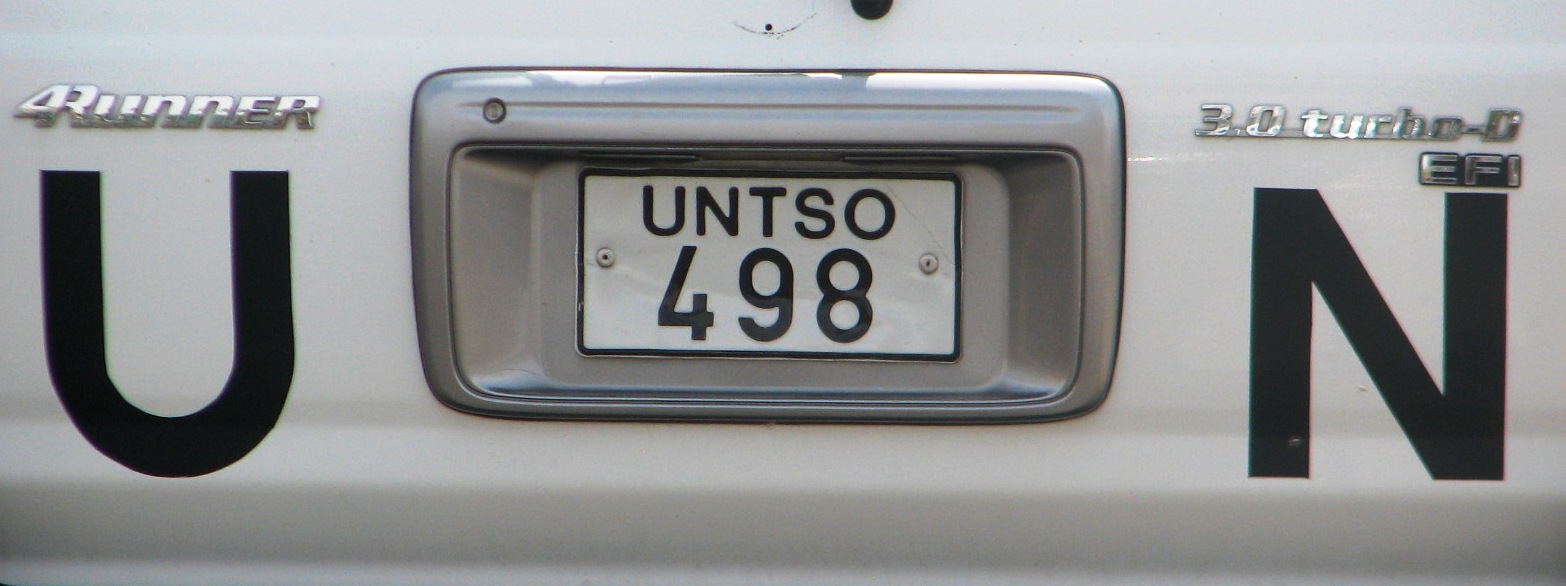 4Runner
3.0 turbo-D
EFI
U N
UNTSO
498